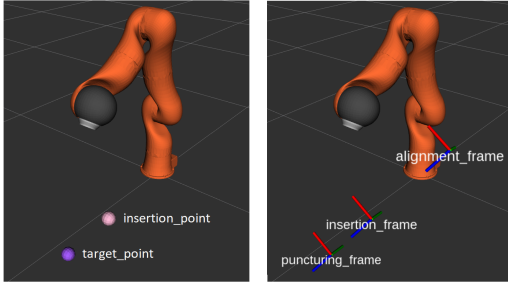 insertion_point
target_point
alignment_frame
insertion_frame
puncturing_frame